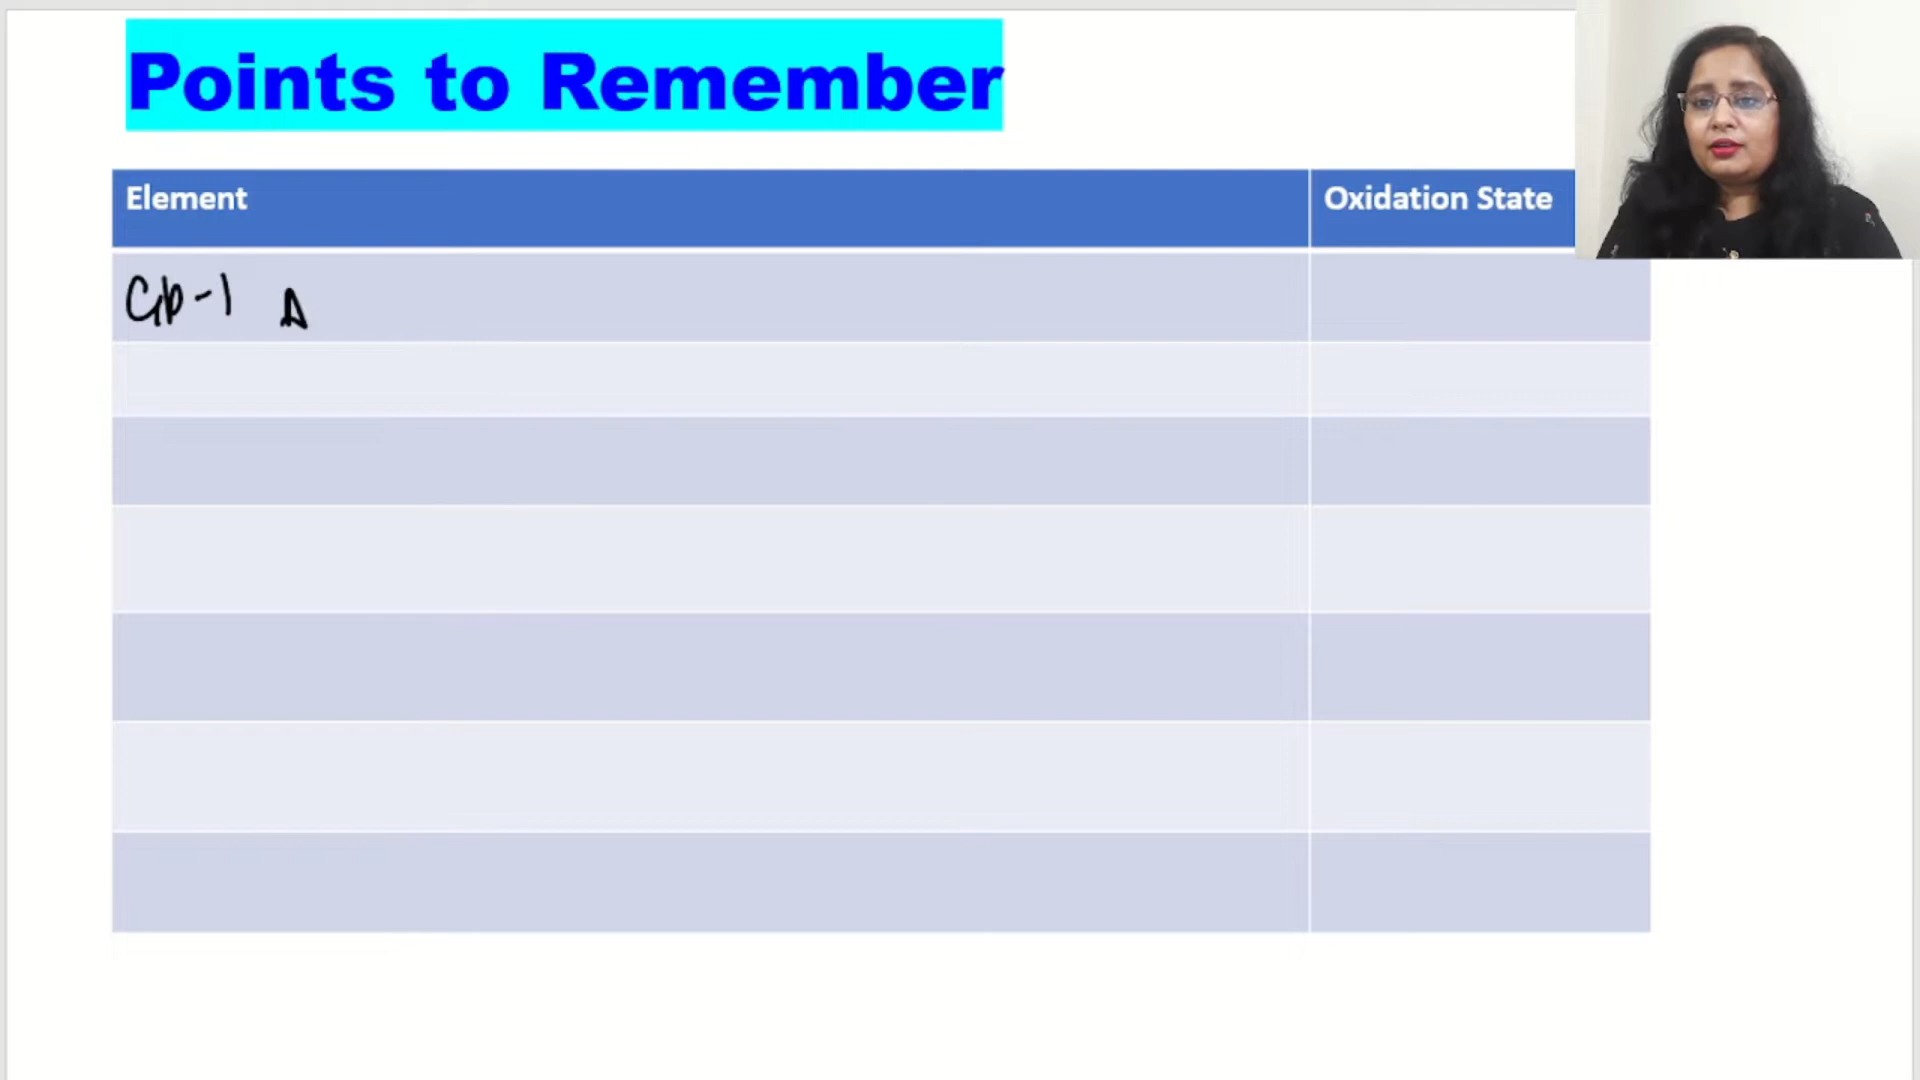 Points to Remember
Element Oxidation State
Gp-1 A